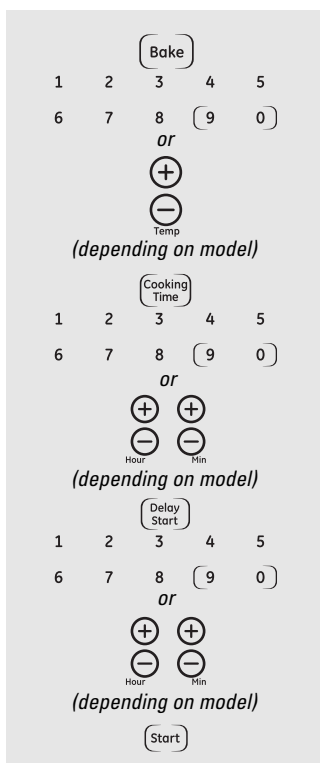 Bake
1 2 3 4 5
6 7 8 9 0
or
+
−
Temp
(depending on model)
Cooking
Time
1 2 3 4 5
6 7 8 9 0
or
+ +
− −
Hour Min
(depending on model)
Delay
Start
1 2 3 4 5
6 7 8 9 0
or
+ +
− −
Hour Min
(depending on model)
Start